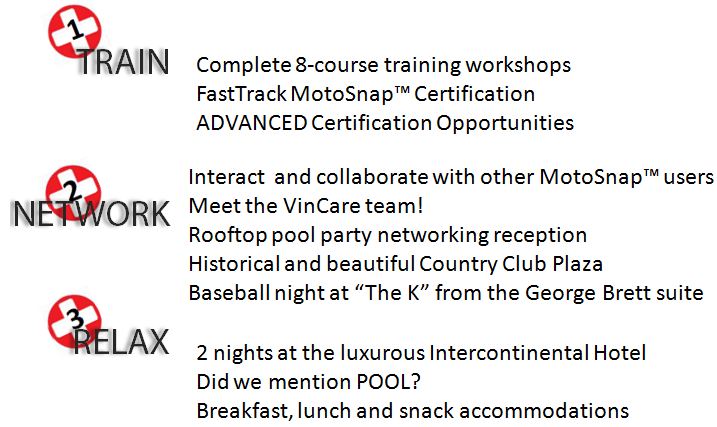 1
TRAIN
Complete 8-course training workshops
FastTrack MotoSnap™ Certification
ADVANCED Certification Opportunities
2
NETWORK
Interact  and collaborate with other MotoSnap™ users
Meet the VinCare team!
Rooftop pool party networking reception
Historical and beautiful Country Club Plaza
Baseball night at “The K” from the George Brett suite
3
RELAX
2 nights at the luxurous Intercontinental Hotel
Did we mention POOL?
Breakfast, lunch and snack accommodations